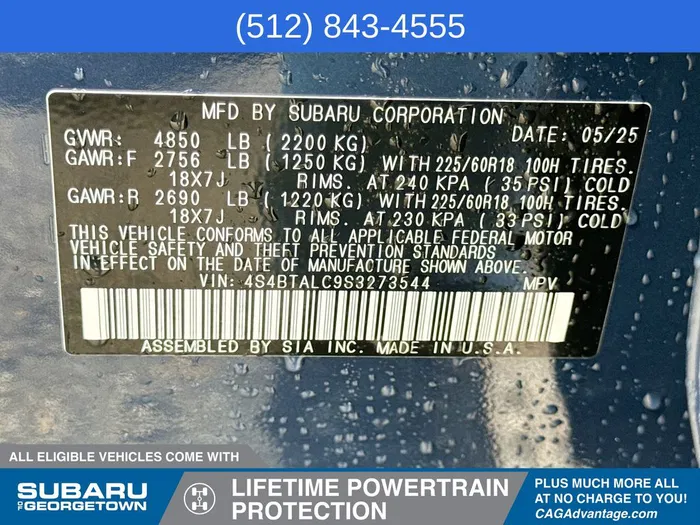 (512) 843-4555
MFD BY SUBARU CORPORATION
DATE: 05/25
GVWR: 4850 LB (2200 KG)
GAWR:F 2756 LB (1250 KG) WITH 225/60R18 100H TIRES.
18X7J RIMS. AT 240 KPA (35 PSI) COLD
GAWR:R 2690 LB (1220 KG) WITH 225/60R18 100H TIRES.
18X7J RIMS. AT 230 KPA (33 PSI) COLD
THIS VEHICLE CONFORMS TO ALL APPLICABLE FEDERAL MOTOR
VEHICLE SAFETY AND THEFT PREVENTION STANDARDS
IN EFFECT ON THE DATE OF MANUFACTURE SHOWN ABOVE.
VIN: 4S4BTALC9S3273544 MPV
ASSEMBLED BY SIA INC. MADE IN U.S.A.
ALL ELIGIBLE VEHICLES COME WITH
SUBARU
OF GEORGETOWN
LIFETIME POWERTRAIN
PROTECTION
PLUS MUCH MORE ALL
AT NO CHARGE TO YOU!
CAGAdvantage.com*